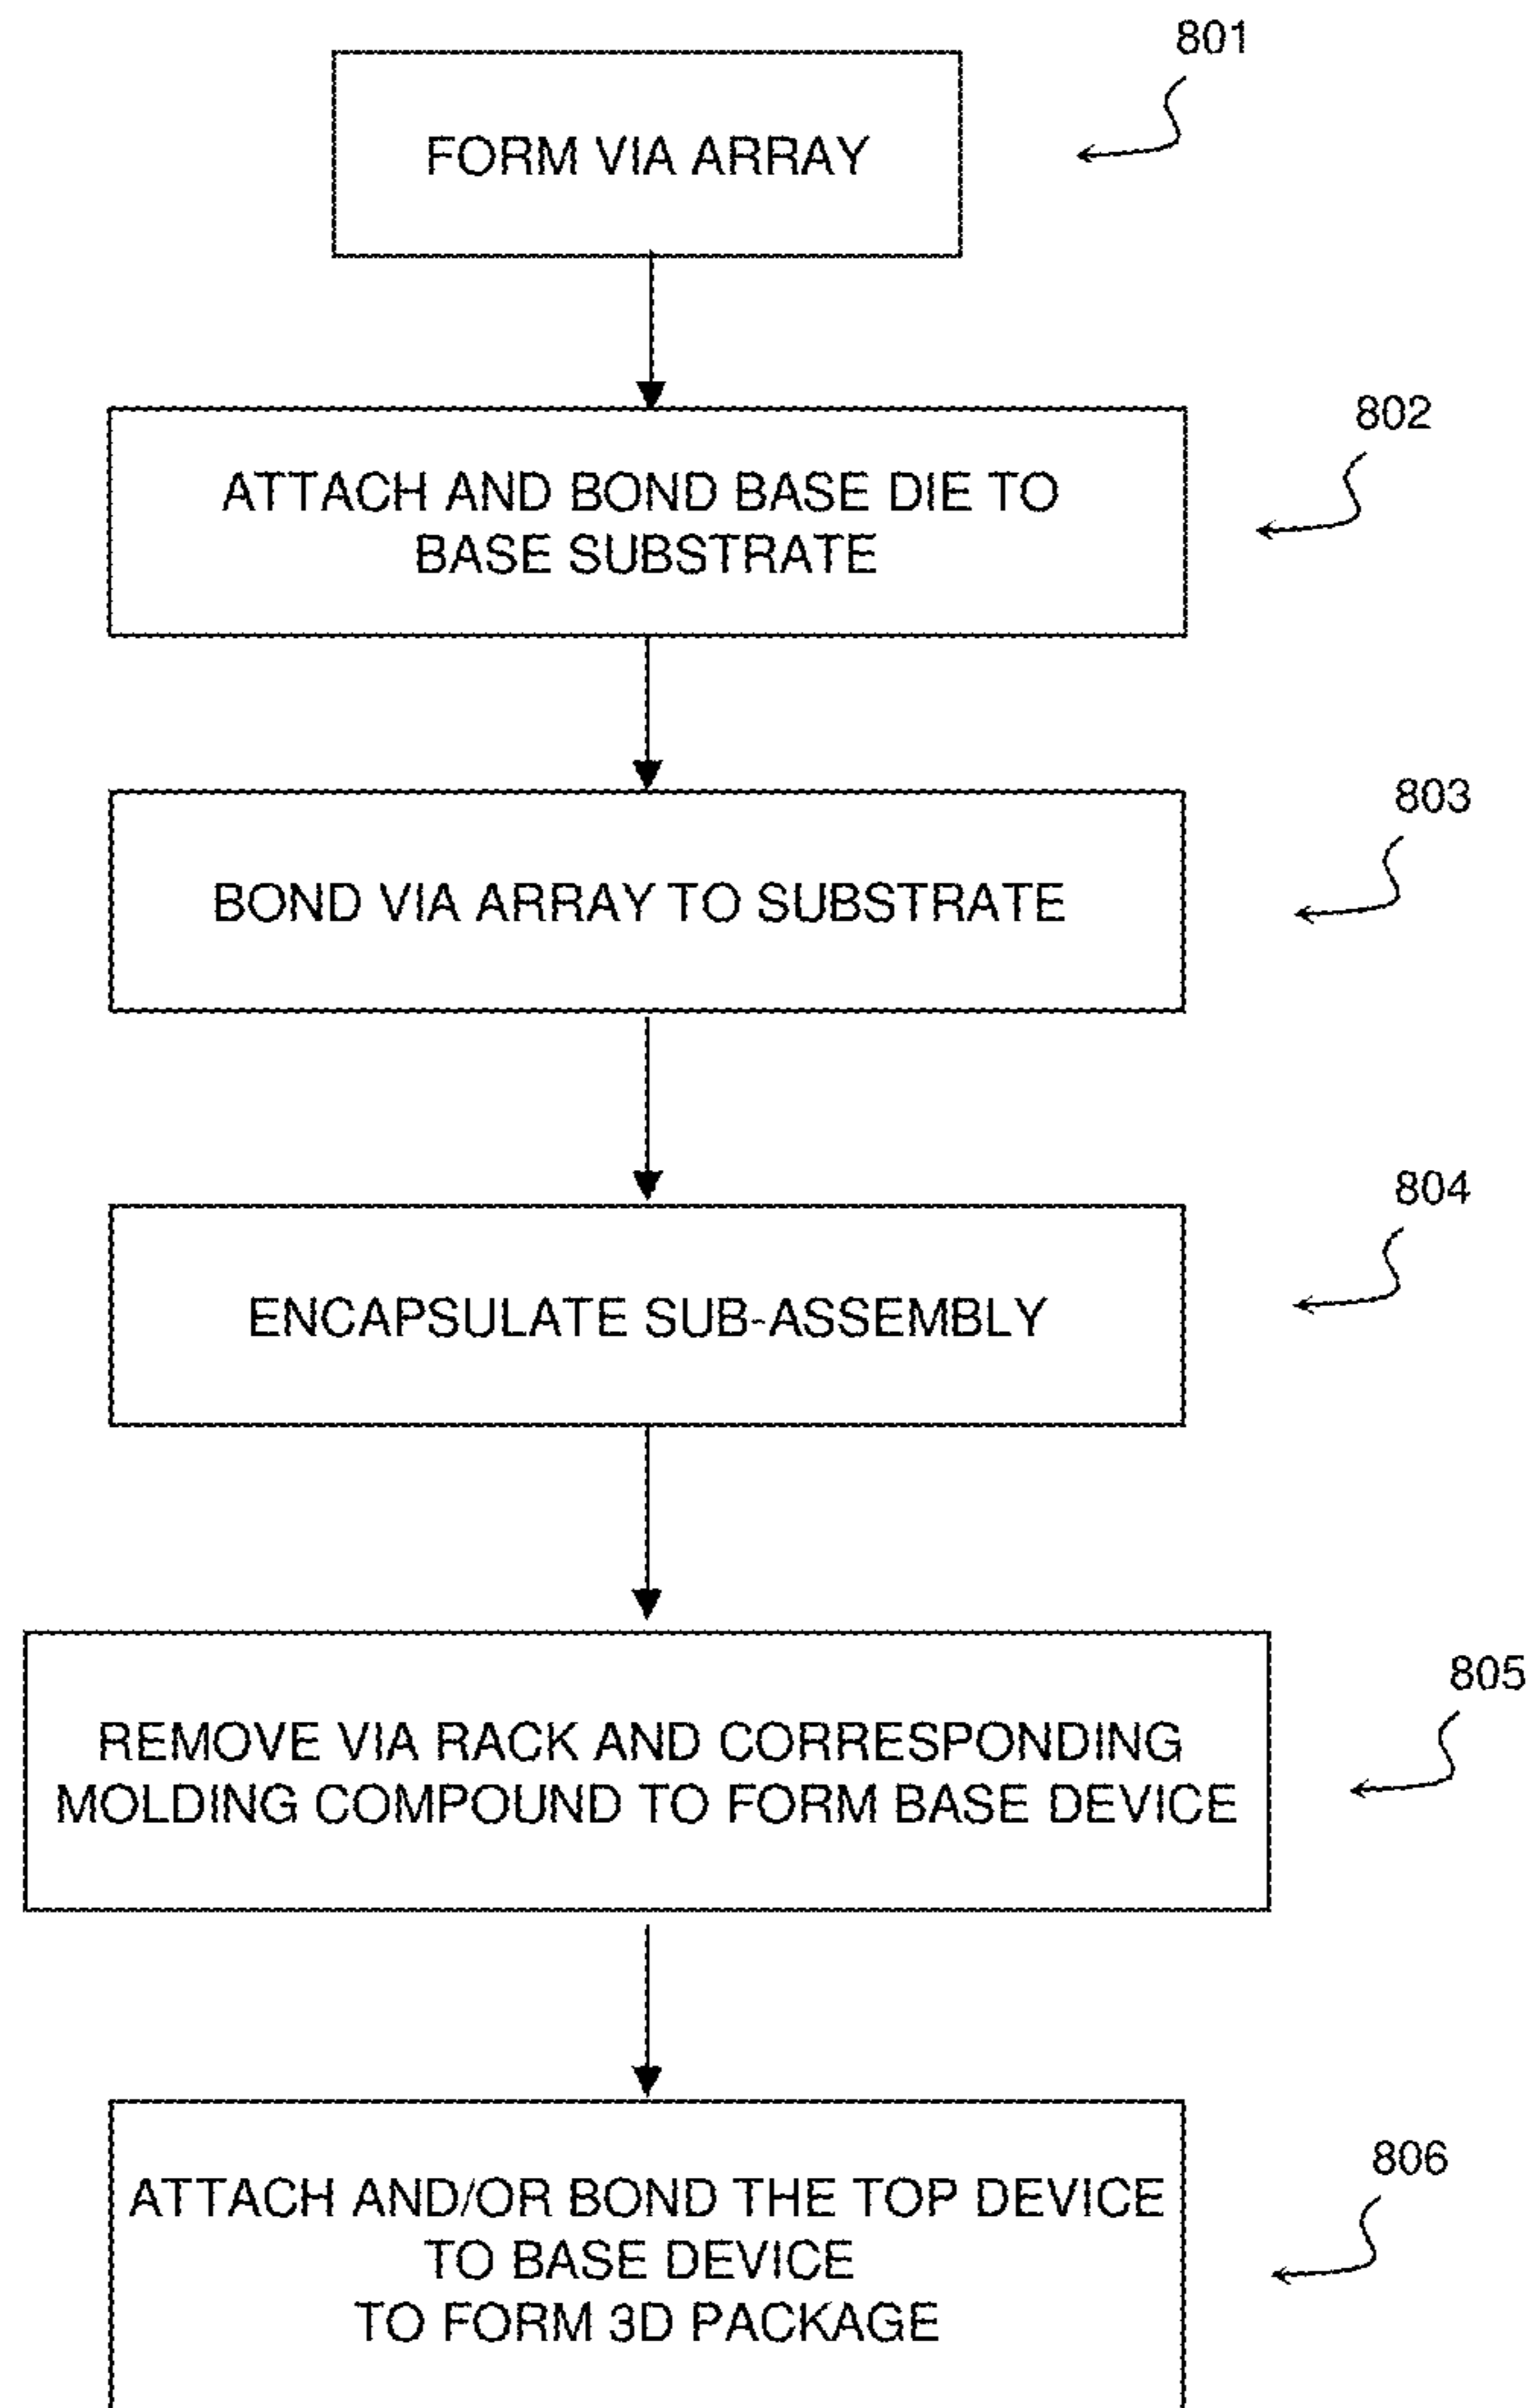 801
FORM VIA ARRAY
802
ATTACH AND BOND BASE DIE TO
BASE SUBSTRATE
803
BOND VIA ARRAY TO SUBSTRATE
804
ENCAPSULATE SUB-ASSEMBLY
805
REMOVE VIA RACK AND CORRESPONDING
MOLDING COMPOUND TO FORM BASE DEVICE
806
ATTACH AND/OR BOND THE TOP DEVICE
TO BASE DEVICE
TO FORM 3D PACKAGE